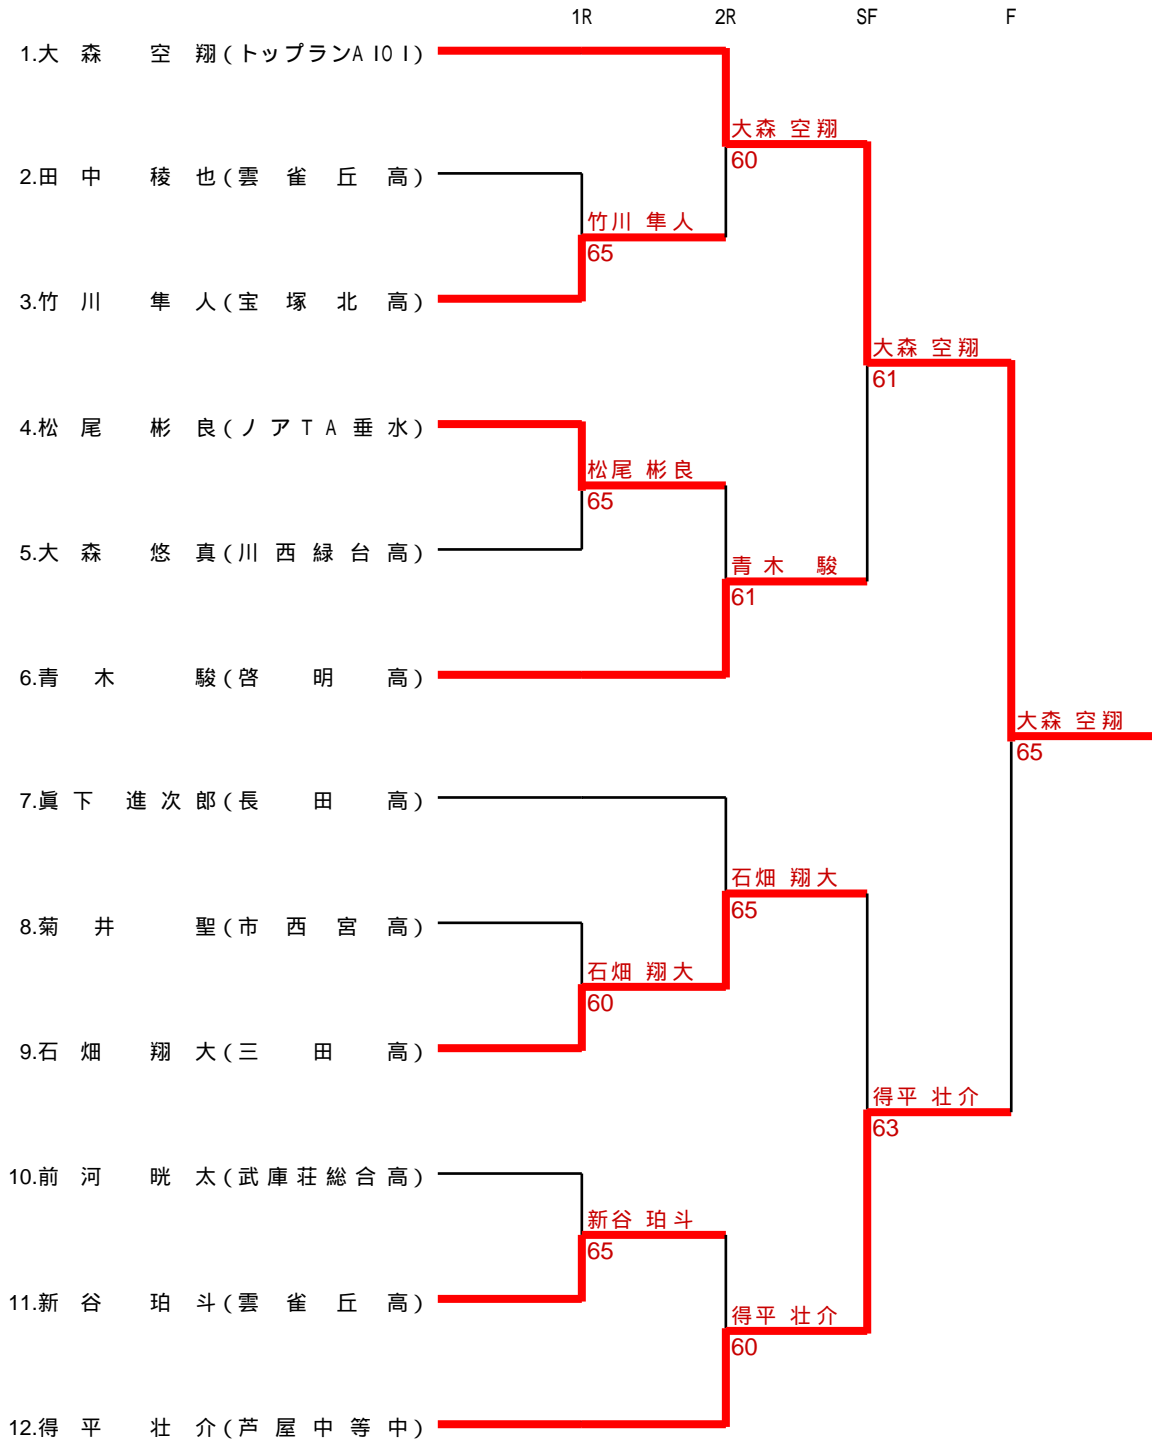 1R 2R SF F
1.大森 空翔(トップランAIOI)
大森 空翔
60
2.田中 稜也(雲雀丘高)
竹川 隼人
65
3.竹川 隼人(宝塚北高)
大森 空翔
61
4.松尾 彬良(ノアTA垂水)
松尾 彬良
65
5.大森 悠真(川西緑台高)
青木 駿
61
6.青木 駿(啓明高)
大森 空翔
65
7.眞下 進次郎(長田高)
石畑 翔大
65
8.菊井 聖(市西宮高)
石畑 翔大
60
9.石畑 翔大(三田高)
得平 壮介
63
10.前河 晄太(武庫荘総合高)
新谷 珀斗
65
11.新谷 珀斗(雲雀丘高)
得平 壮介
60
12.得平 壮介(芦屋中等中)